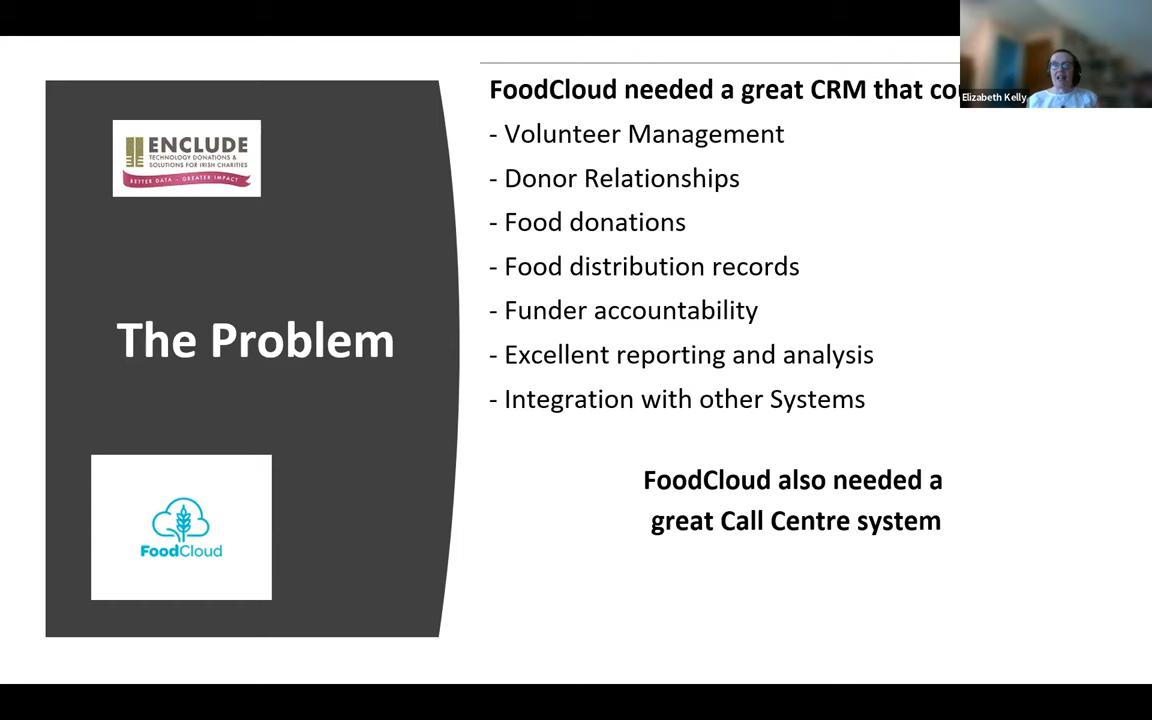 FoodCloud needed a great CRM that
Elizabeth Kelly
ENCLUDE
TECHNOLOGY DONATIONS &
SOLUTIONS FOR IRISH CHARITIES
BETTER DATA - GREATER IMPACT
- Volunteer Management
- Donor Relationships
- Food donations
- Food distribution records
- Funder accountability
- Excellent reporting and analysis
- Integration with other Systems
The Problem
FoodCloud also needed a
great Call Centre system
FoodCloud